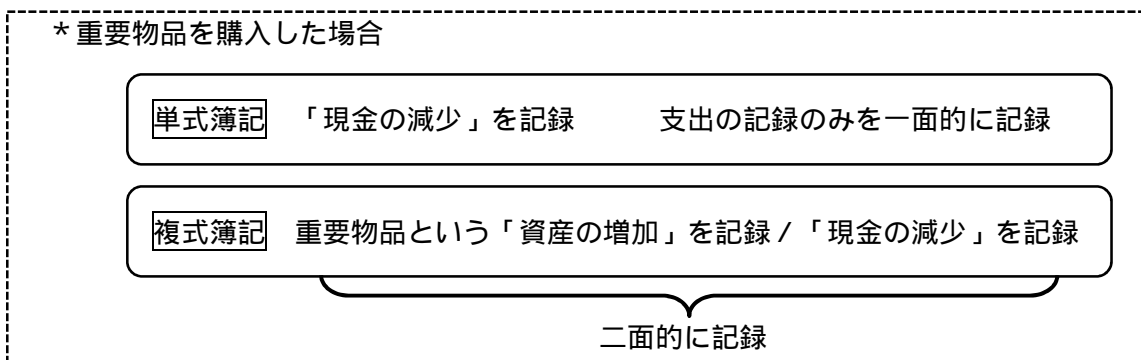 ＊重要物品を購入した場合
単式簿記 「現金の減少」を記録 支出の記録のみを一面的に記録
複式簿記 重要物品という「資産の増加」を記録/「現金の減少」を記録
二面的に記録